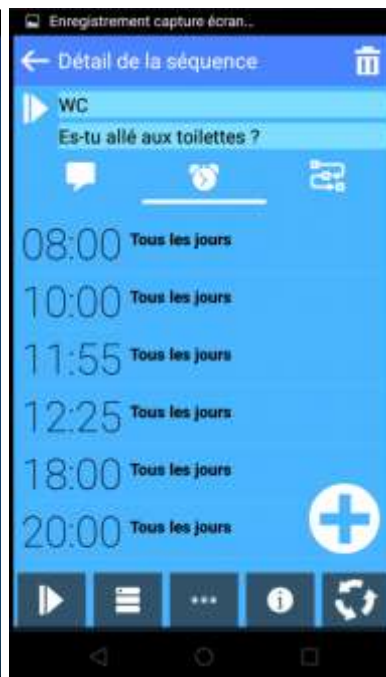 Enregistrement capture écran...
Détail de la séquence
WC
Es-tu allé aux toilettes ?
08:00 Tous les jours
10:00 Tous les jours
11:55 Tous les jours
12:25 Tous les jours
18:00 Tous les jours
20:00 Tous les jours